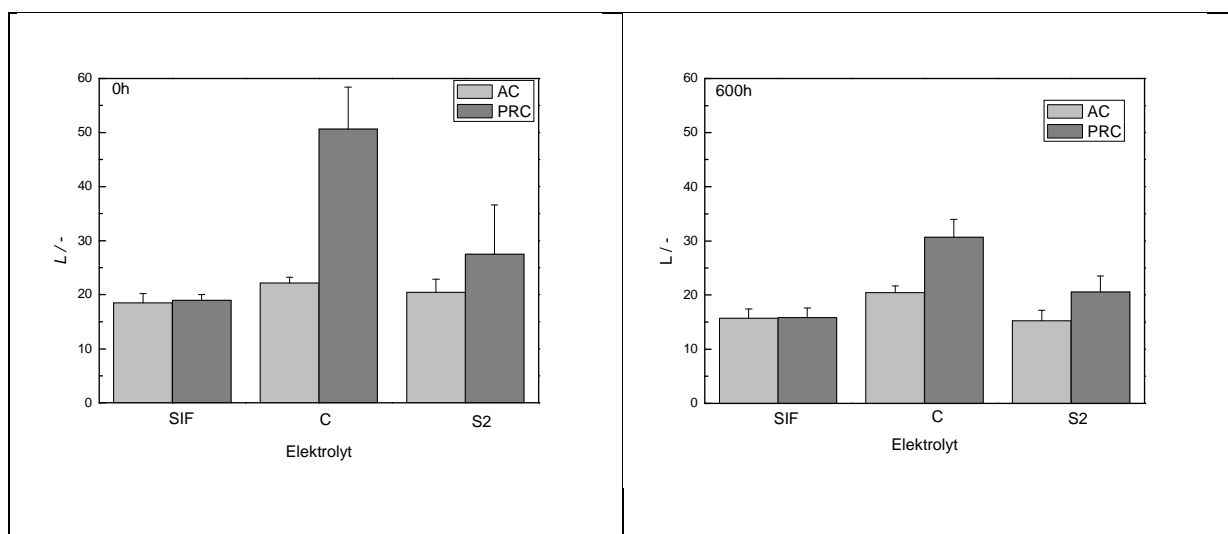 0h
AC
PRC
60
50
40
30
20
10
0
L / -
SIF
C
S2
Elektrolyt
600h
AC
PRC
60
50
40
30
20
10
0
L / -
SIF
C
S2
Elektrolyt